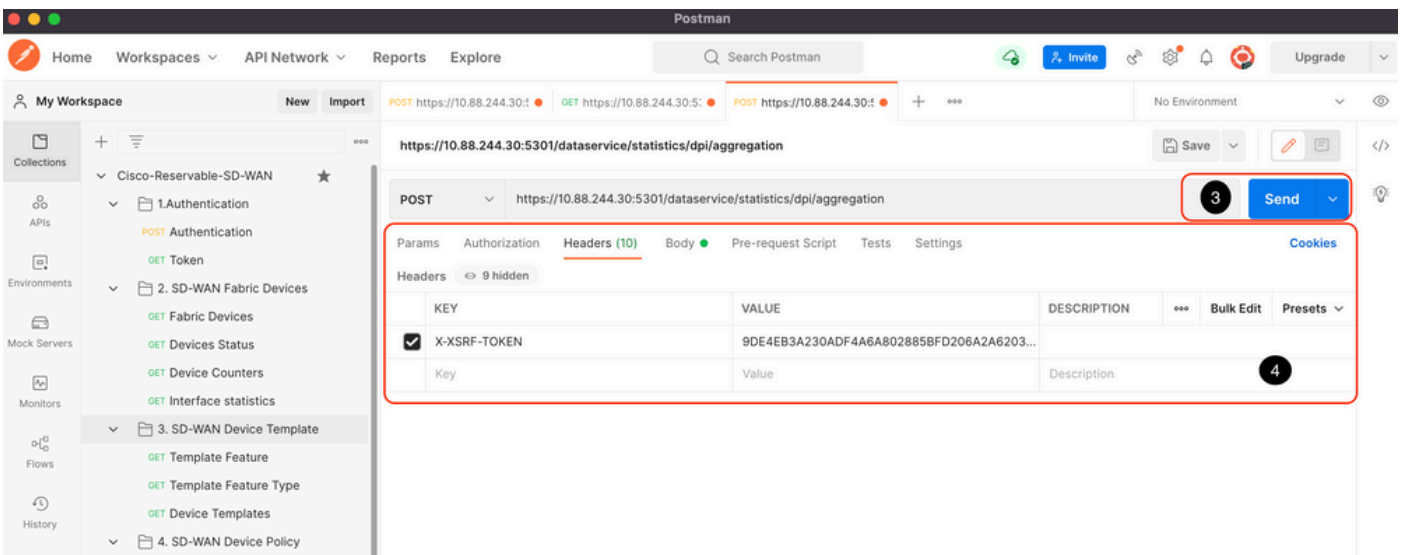 Postman
Home Workspaces API Network Reports Explore Search Postman Invite Upgrade
My Workspace New Import POST https://10.88.244.30:5 GET https://10.88.244.30:5: POST https://10.88.244.30:5 No Environment
Collections
APIs
Environments
Mock Servers
Monitors
Flows
History
Cisco-Reservable-SD-WAN
1.Authentication
POST Authentication
GET Token
2. SD-WAN Fabric Devices
GET Fabric Devices
GET Devices Status
GET Device Counters
GET Interface statistics
3. SD-WAN Device Template
GET Template Feature
GET Template Feature Type
GET Device Templates
4. SD-WAN Device Policy
https://10.88.244.30:5301/dataservice/statistics/dpi/aggregation Save
POST https://10.88.244.30:5301/dataservice/statistics/dpi/aggregation 3 Send
Params Authorization Headers (10) Body Pre-request Script Tests Settings Cookies
Headers 9 hidden
KEY VALUE DESCRIPTION Bulk Edit Presets
X-XSRF-TOKEN 9DE4EB3A230ADF4A6A802885BFD206A2A6203...
Key Value Description 4